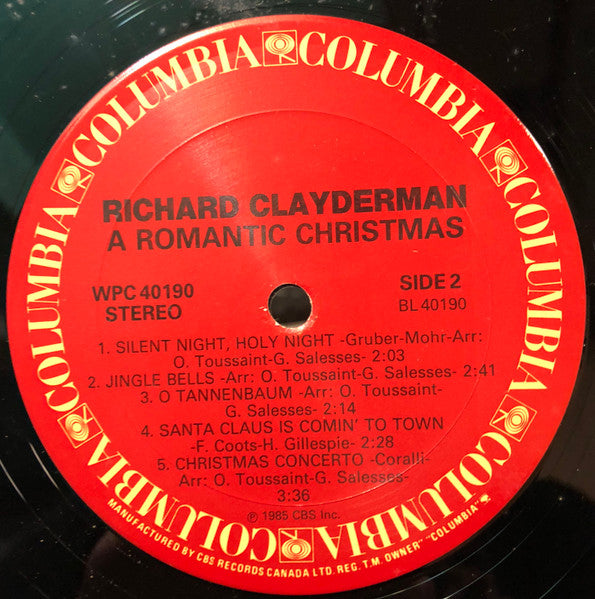 COLUMBIA COLUMBIA COLUMBIA COLUMBIA COLUMBIA COLUMBIA
RICHARD CLAYDERMAN
A ROMANTIC CHRISTMAS
WPC 40190
STEREO
SIDE 2
BL 40190
1. SILENT NIGHT, HOLY NIGHT -Gruber-Mohr-Arr:
O. Toussaint-G. Salesses- 2:03
2. JINGLE BELLS -Arr: O. Toussaint-G. Salesses- 2:41
3. O TANNENBAUM -Arr: O. Toussaint-
G. Salesses- 2:14
4. SANTA CLAUS IS COMIN' TO TOWN
-F. Coots-H. Gillespie- 2:28
5. CHRISTMAS CONCERTO -Coralli-
Arr: O. Toussaint-G. Salesses-
3:36
℗ 1985 CBS Inc.
MANUFACTURED BY CBS RECORDS CANADA LTD. REG. T.M. OWNER "COLUMBIA"